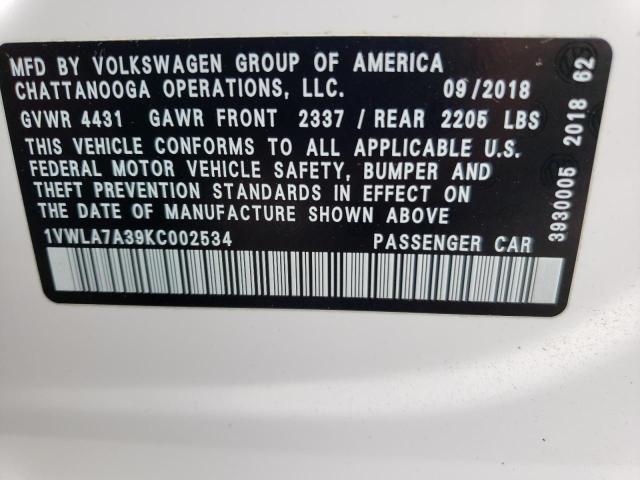 MFD BY VOLKSWAGEN GROUP OF AMERICA
CHATTANOOGA OPERATIONS, LLC. 09/2018
GVWR 4431 GAWR FRONT 2337 / REAR 2205 LBS
THIS VEHICLE CONFORMS TO ALL APPLICABLE U.S.
FEDERAL MOTOR VEHICLE SAFETY, BUMPER AND
THEFT PREVENTION STANDARDS IN EFFECT ON
THE DATE OF MANUFACTURE SHOWN ABOVE
1VWLA7A39KC002534 PASSENGER CAR
3930005 2018 62